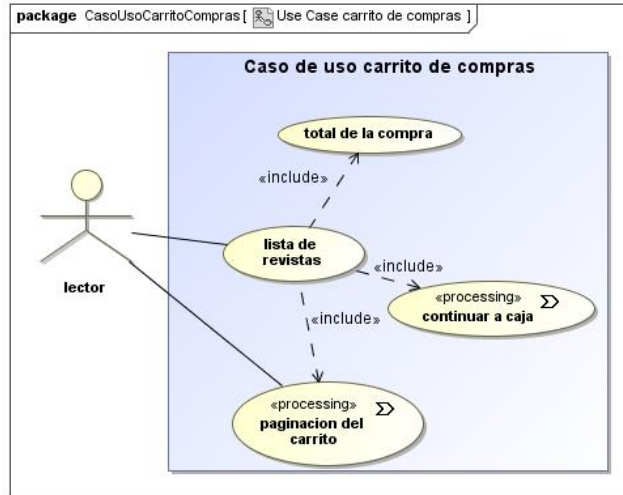 package CasoUsoCarritoCompras[ Use Case carrito de compras ]
Caso de uso carrito de compras
total de la compra
«include»
lista de
revistas
«include»
lector
«processing»
continuar a caja
«include»
«processing»
paginacion del
carrito